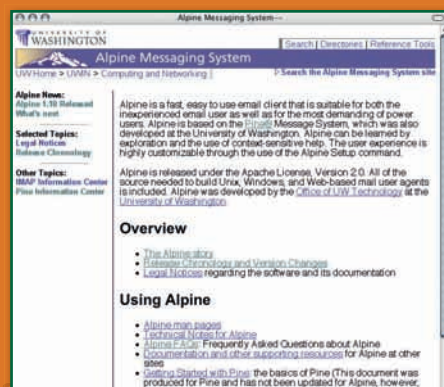 Alpine Messaging System
UNIVERSITY OF
WASHINGTON
Search | Directories | Reference Tools
Alpine Messaging System
UW Home > UWIN > Computing and Networking |
Search the Alpine Messaging System site
Alpine News:
Alpine 1.10 Released
What's next
Selected Topics:
Legal Notices
Release Chronology
Other Topics:
IMAP Information Center
Pine Information Center
Alpine is a fast, easy to use email client that is suitable for both the
inexperienced email user as well as for the most demanding of power
users. Alpine is based on the Pine® Message System, which was also
developed at the University of Washington. Alpine can be learned by
exploration and the use of context-sensitive help. The user experience is
highly customizable through the use of the Alpine Setup command.
Alpine is released under the Apache License, Version 2.0. All of the
source needed to build Unix, Windows, and Web-based mail user agents
is included. Alpine was developed by the Office of UW Technology at the
University of Washington.
Overview
• The Alpine story
• Release Chronology and Version Changes
• Legal Notices regarding the software and its documentation
Using Alpine
• Alpine man pages
• Technical Notes for Alpine
• Alpine FAQs: Frequently Asked Questions about Alpine
• Documentation and other supporting resources for Alpine at other
sites
• Getting Started with Pine: the basics of Pine (This document was
produced for Pine and has not been updated for Alpine, however,